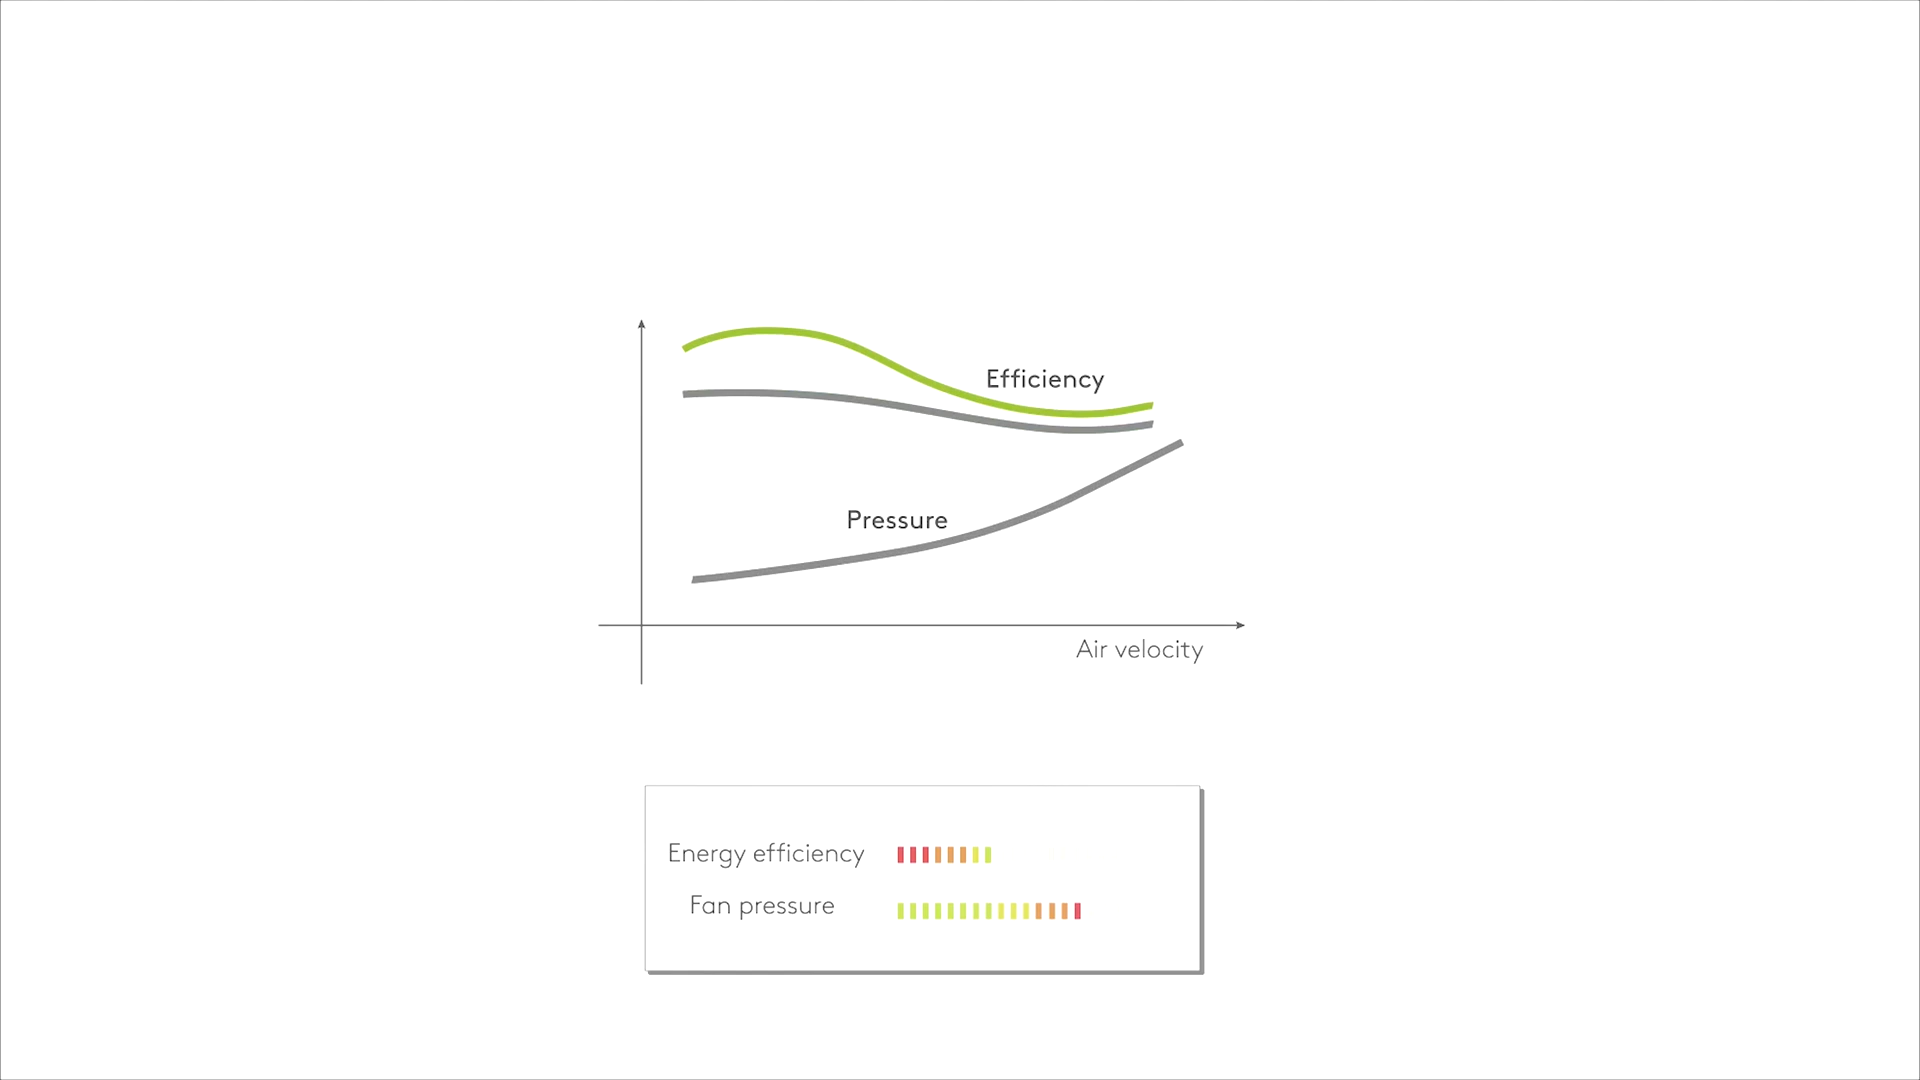 Efficiency
Pressure
Air velocity
Energy efficiency
Fan pressure